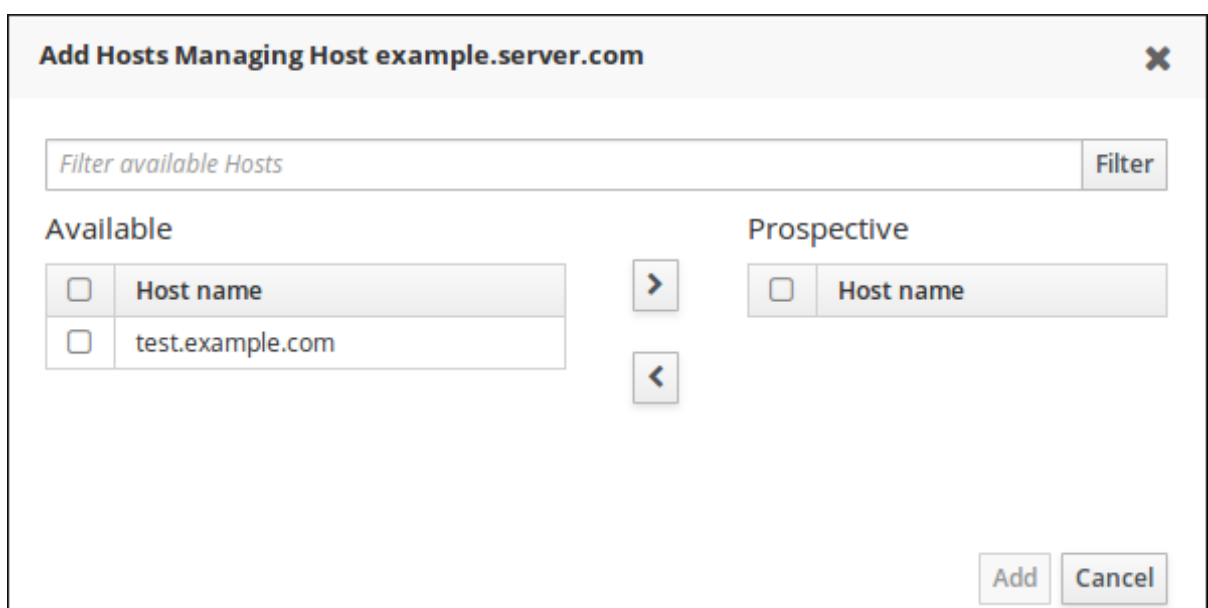 Add Hosts Managing Host example.server.com
Filter available Hosts
Filter
Available
Prospective
Host name
Host name
test.example.com
Add
Cancel